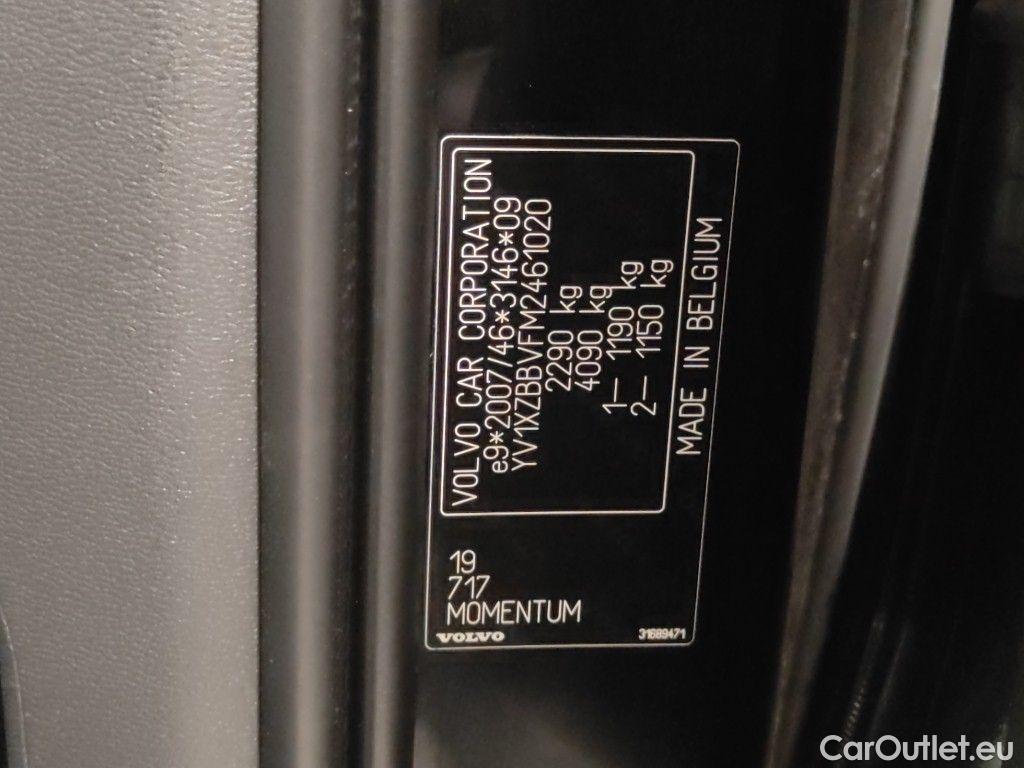 VOLVO CAR CORPORATION
e9*2007/46*3146*09
YV1XZBBVFM2461020
2290 kg
4090 kg
1— 1190 kg
2— 1150 kg
MADE IN BELGIUM
19
717
MOMENTUM
VOLVO
31689471
CarOutlet.eu